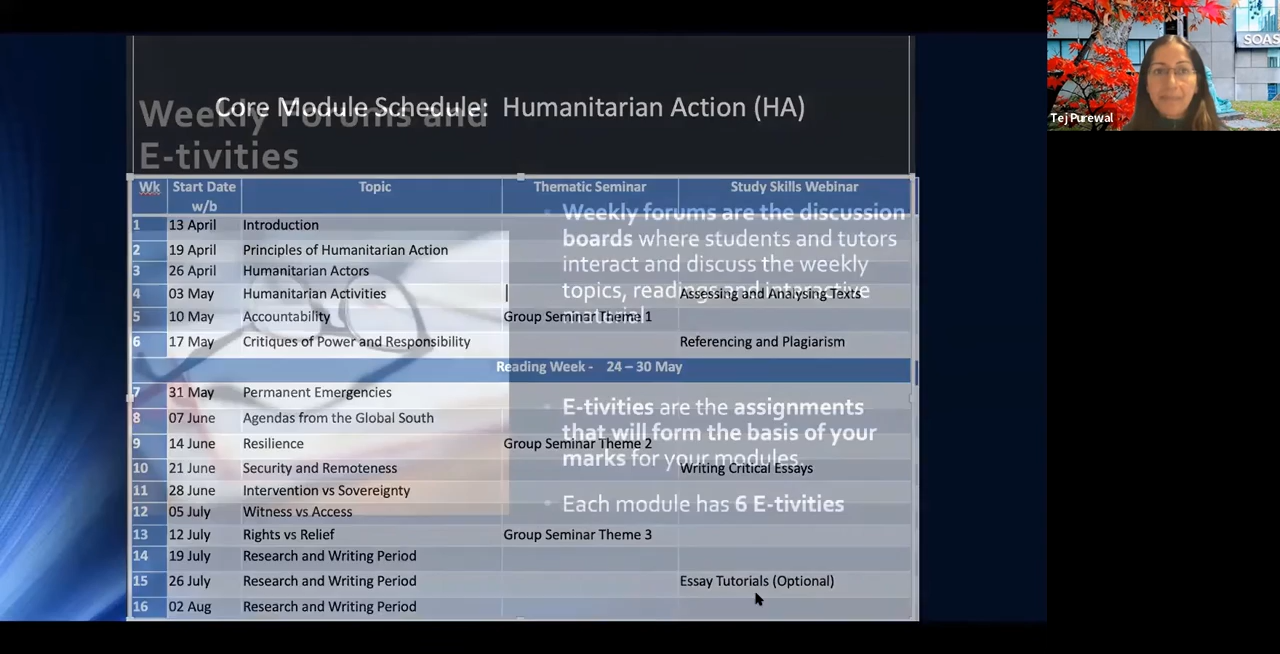 SOAS
Tej Purewal
Core Module Schedule: Humanitarian Action (HA)
Weekly Forums and
E-tivities
Wk Start Date w/b Topic Thematic Seminar Study Skills Webinar
1 13 April Introduction
2 19 April Principles of Humanitarian Action
3 26 April Humanitarian Actors
4 03 May Humanitarian Activities Assessing and Analysing Texts
5 10 May Accountability Group Seminar Theme 1
6 17 May Critiques of Power and Responsibility Referencing and Plagiarism
Reading Week - 24 – 30 May
7 31 May Permanent Emergencies
8 07 June Agendas from the Global South
9 14 June Resilience Group Seminar Theme 2
10 21 June Security and Remoteness Writing Critical Essays
11 28 June Intervention vs Sovereignty
12 05 July Witness vs Access
13 12 July Rights vs Relief Group Seminar Theme 3
14 19 July Research and Writing Period
15 26 July Research and Writing Period Essay Tutorials (Optional)
16 02 Aug Research and Writing Period
Weekly forums are the discussion
boards where students and tutors
interact and discuss the weekly
topics, readings and interactive
material
E-tivities are the assignments
that will form the basis of your
marks for your modules.
Each module has 6 E-tivities